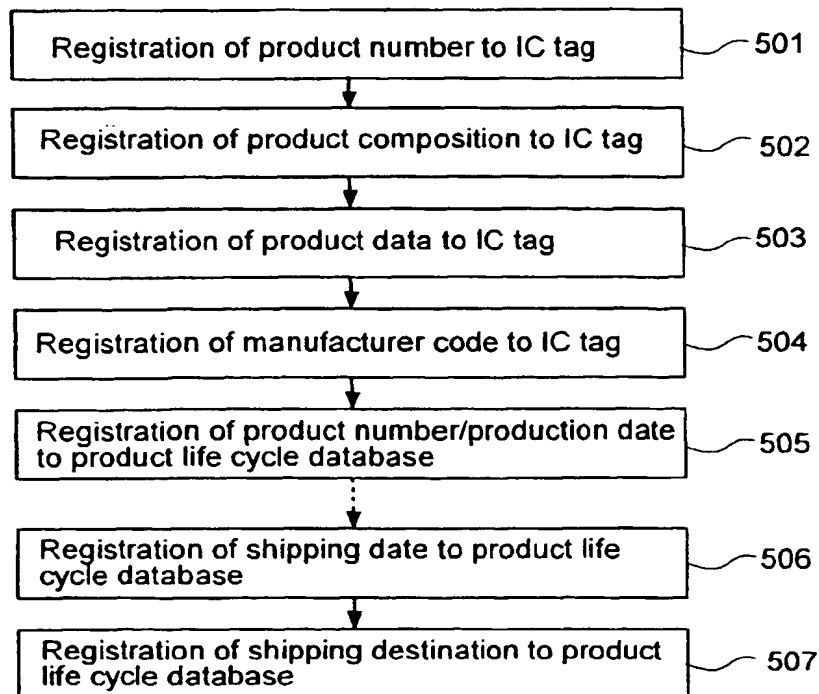 Registration of product number to IC tag
501
Registration of product composition to IC tag
502
Registration of product data to IC tag
503
Registration of manufacturer code to IC tag
504
Registration of product number/production date
to product life cycle database
505
Registration of shipping date to product life
cycle database
506
Registration of shipping destination to product
life cycle database
507